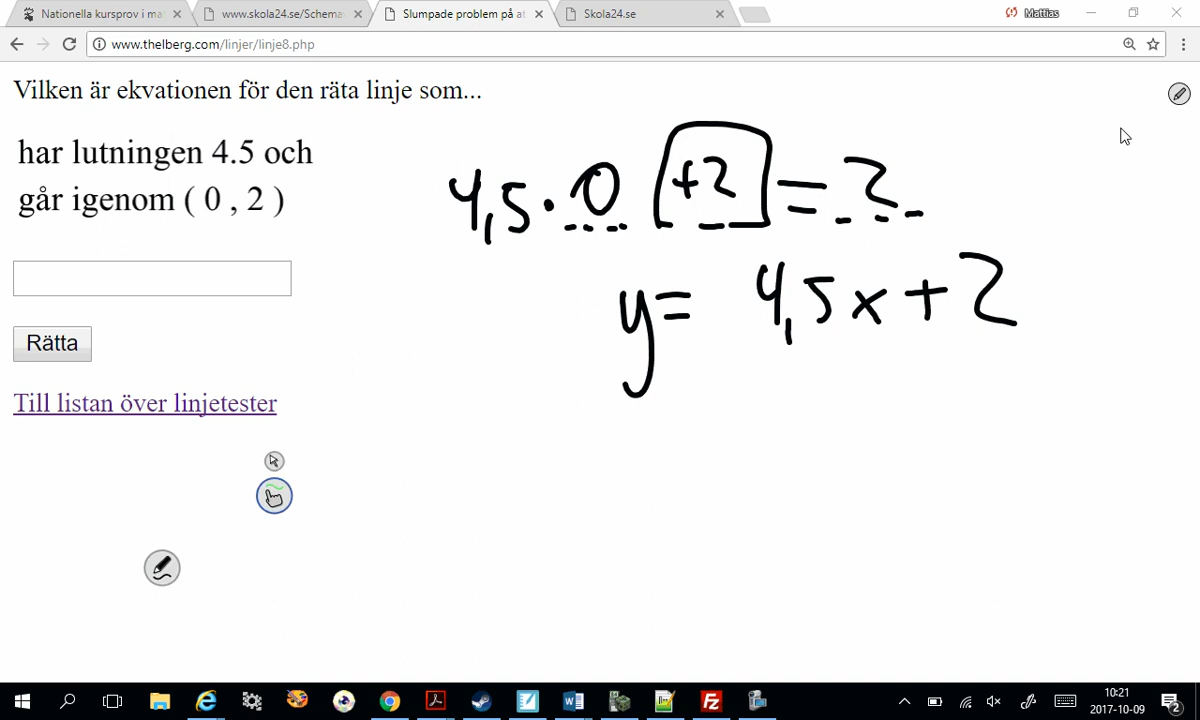 Nationella kursprov i ma
www.skola24.se/Schema
Slumpade problem på at
Skola24.se
Mattias
www.thelberg.com/linjer/linje8.php
Vilken är ekvationen för den räta linje som...
har lutningen 4.5 och
går igenom ( 0 , 2 )
4,5 · 0 +2 = 2
y = 4,5x + 2
Rätta
Till listan över linjetester
10:21
2017-10-09
2